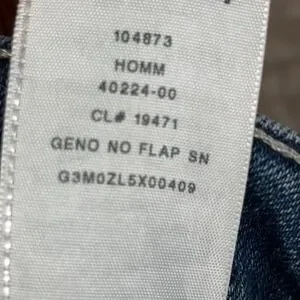 104873
HOMM
40224-00
CL# 19471
GENO NO FLAP SN
G3M0ZL5X00409